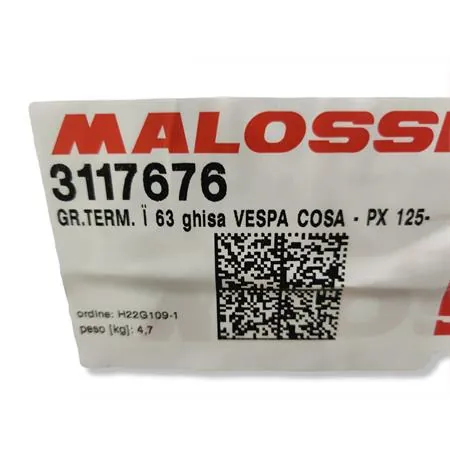 MALOSSI
3117676
GR.TERM. Ï 63 ghisa VESPA COSA - PX 125-
ordine: H22G109-1
peso [kg]: 4,7